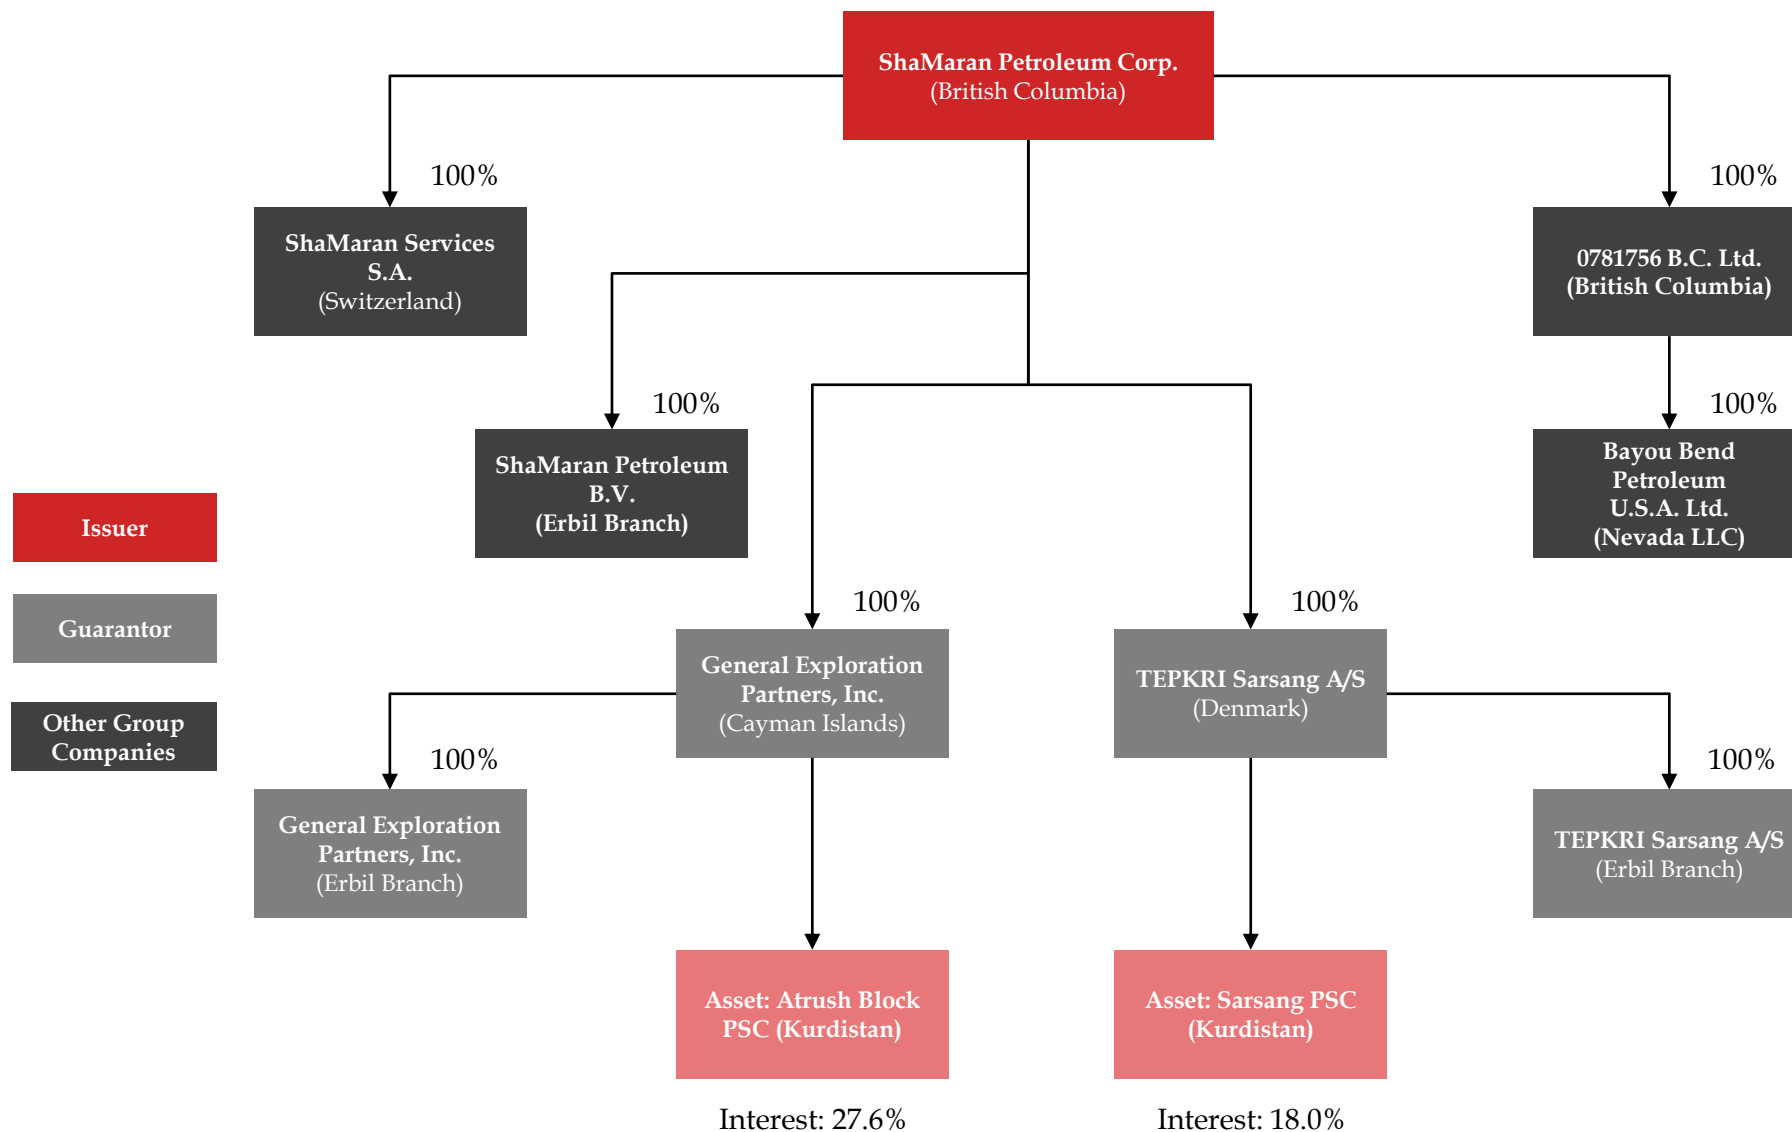 ShaMaran Petroleum Corp.
(British Columbia)
100%
100%
ShaMaran Services
S.A.
(Switzerland)
0781756 B.C. Ltd.
(British Columbia)
100%
100%
ShaMaran Petroleum
B.V.
(Erbil Branch)
Bayou Bend
Petroleum
U.S.A. Ltd.
(Nevada LLC)
Issuer
Guarantor
Other Group
Companies
100%
100%
General Exploration
Partners, Inc.
(Cayman Islands)
TEPKRI Sarsang A/S
(Denmark)
100%
100%
General Exploration
Partners, Inc.
(Erbil Branch)
TEPKRI Sarsang A/S
(Erbil Branch)
Asset: Atrush Block
PSC (Kurdistan)
Asset: Sarsang PSC
(Kurdistan)
Interest: 27.6%
Interest: 18.0%